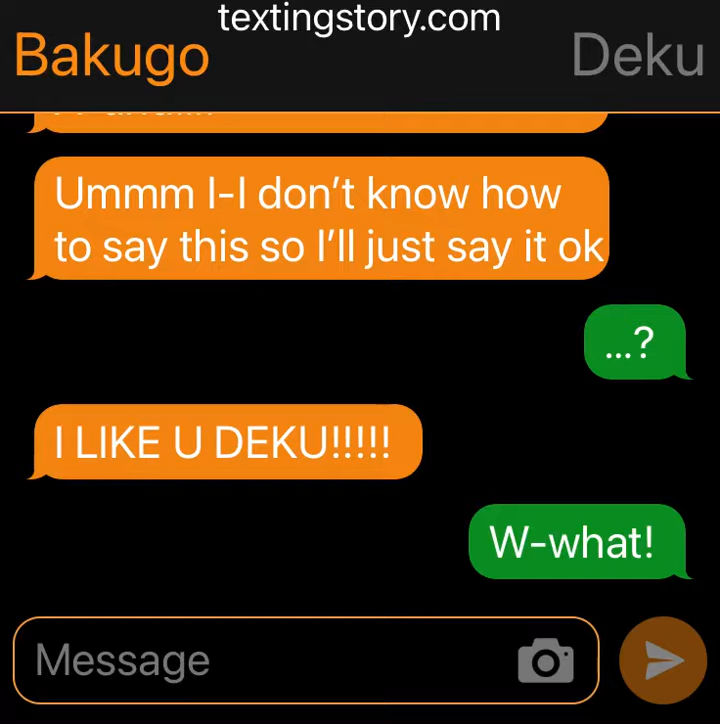 textingstory.com
Bakugo
Deku
Ummm I-I don’t know how
to say this so I’ll just say it ok
...?
I LIKE U DEKU!!!!!
W-what!
Message